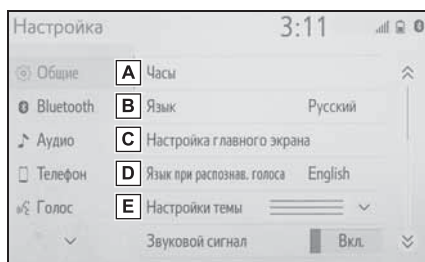 Настройка 3:11
Общие A Часы
Bluetooth B Язык Русский
Аудио C Настройка главного экрана
Телефон D Язык при распознав. голоса English
Голос E Настройки темы
Звуковой сигнал Вкл.